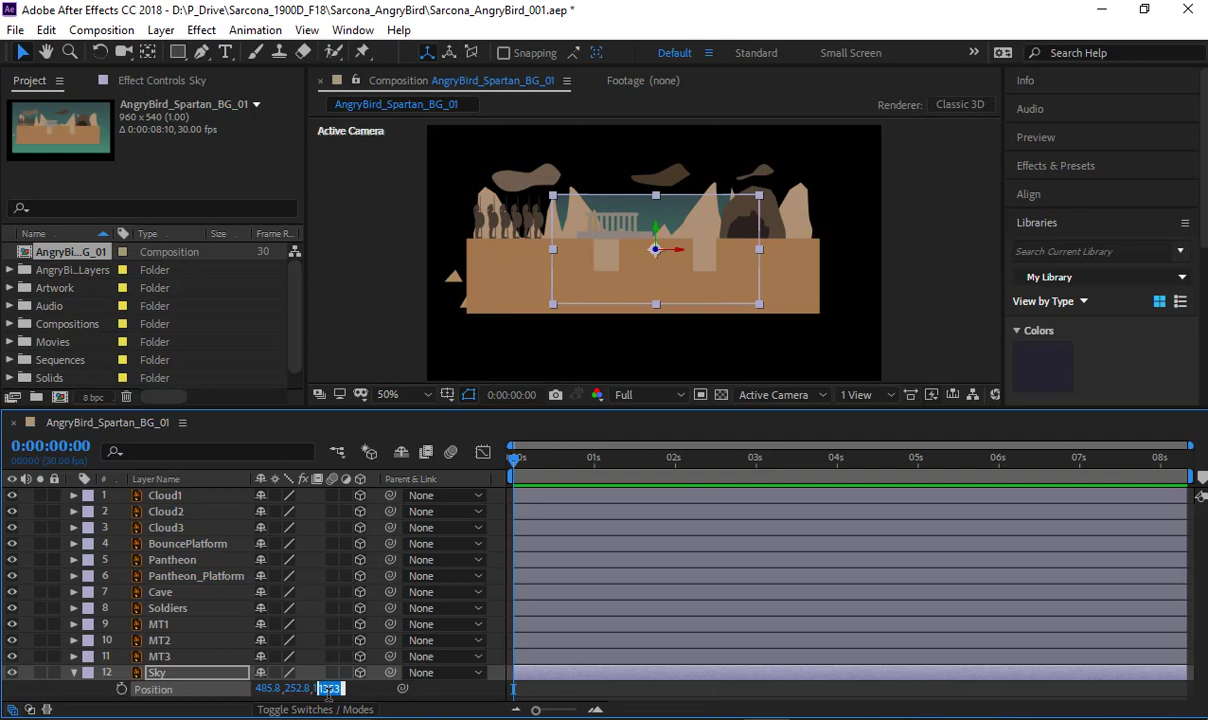 Ae Adobe After Effects CC 2018 - D:\P_Drive\Sarcona_1900D_F18\Sarcona_AngryBird\Sarcona_AngryBird_001.aep *
File Edit Composition Layer Effect Animation View Window Help
Snapping Default Standard Small Screen Search Help
Project Effect Controls Sky Composition AngryBird_Spartan_BG_01 Footage (none) Info
AngryBird_Spartan_BG_01 AngryBird_Spartan_BG_01 Renderer: Classic 3D Audio
960 x 540 (1.00) Active Camera
Δ 0:00:08:10, 30.00 fps Preview
Effects & Presets
Align
Name Type Size Frame R... Libraries
AngryBi...G_01 Composition 30 Search Current Library
AngryBi...Layers Folder My Library
Artwork Folder
Audio Folder View by Type
Compositions Folder Colors
Movies Folder
Sequences Folder
Solids Folder
8 bpc 50% 0:00:00:00 Full Active Camera 1 View
AngryBird_Spartan_BG_01
0:00:00:00
00000 (30.00 fps) 00s 01s 02s 03s 04s 05s 06s 07s 08s
# Layer Name fx Parent & Link
1 Cloud1 None
2 Cloud2 None
3 Cloud3 None
4 BouncePlatform None
5 Pantheon None
6 Pantheon_Platform None
7 Cave None
8 Soldiers None
9 MT1 None
10 MT2 None
11 MT3 None
12 Sky None
Position 485.8,252.8,
Toggle Switches / Modes